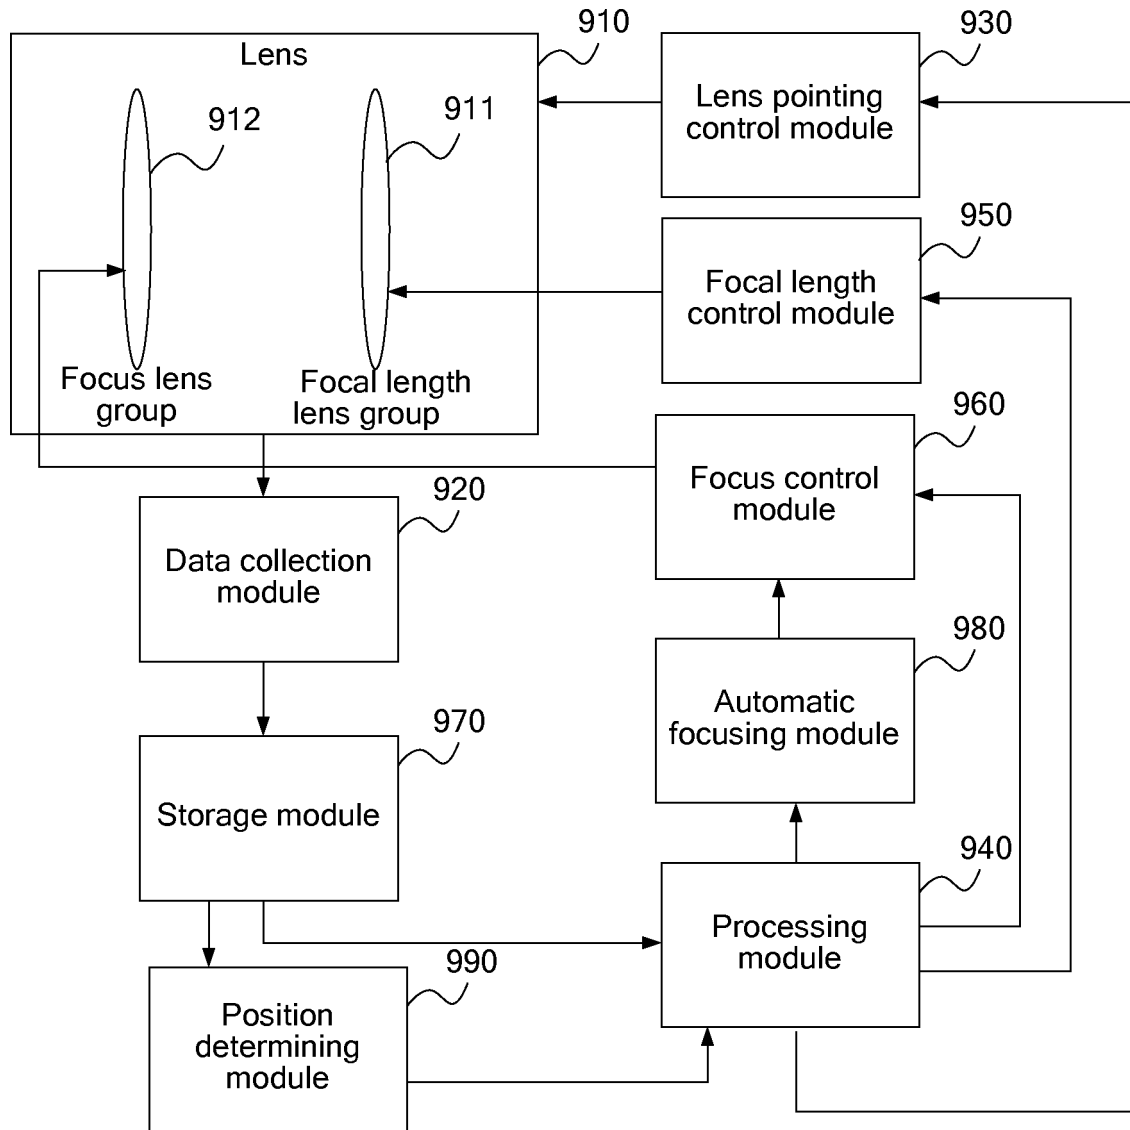 910
930
Lens
Lens pointing
control module
912
911
950
Focal length
control module
Focus lens
group
Focal length
lens group
960
Focus control
module
920
Data collection
module
980
Automatic
focusing module
970
Storage module
940
Processing
module
990
Position
determining
module